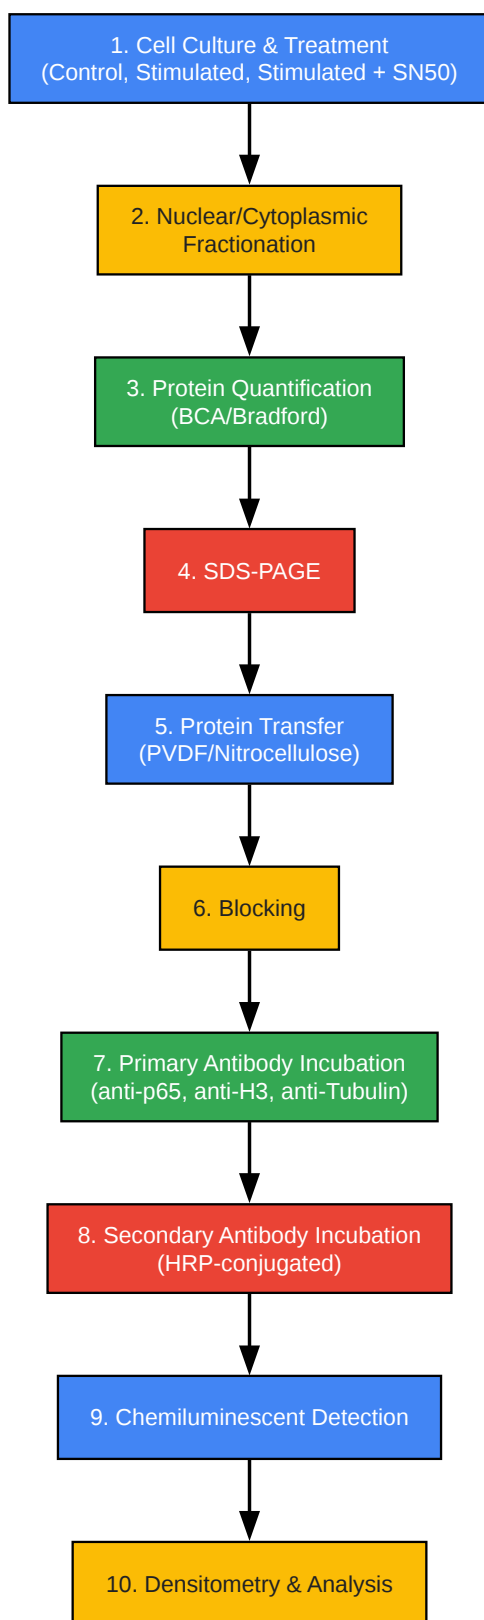 1. Cell Culture & Treatment
(Control, Stimulated, Stimulated + SN50)
2. Nuclear/Cytoplasmic
Fractionation
3. Protein Quantification
(BCA/Bradford)
4. SDS-PAGE
5. Protein Transfer
(PVDF/Nitrocellulose)
6. Blocking
7. Primary Antibody Incubation
(anti-p65, anti-H3, anti-Tubulin)
8. Secondary Antibody Incubation
(HRP-conjugated)
9. Chemiluminescent Detection
10. Densitometry & Analysis